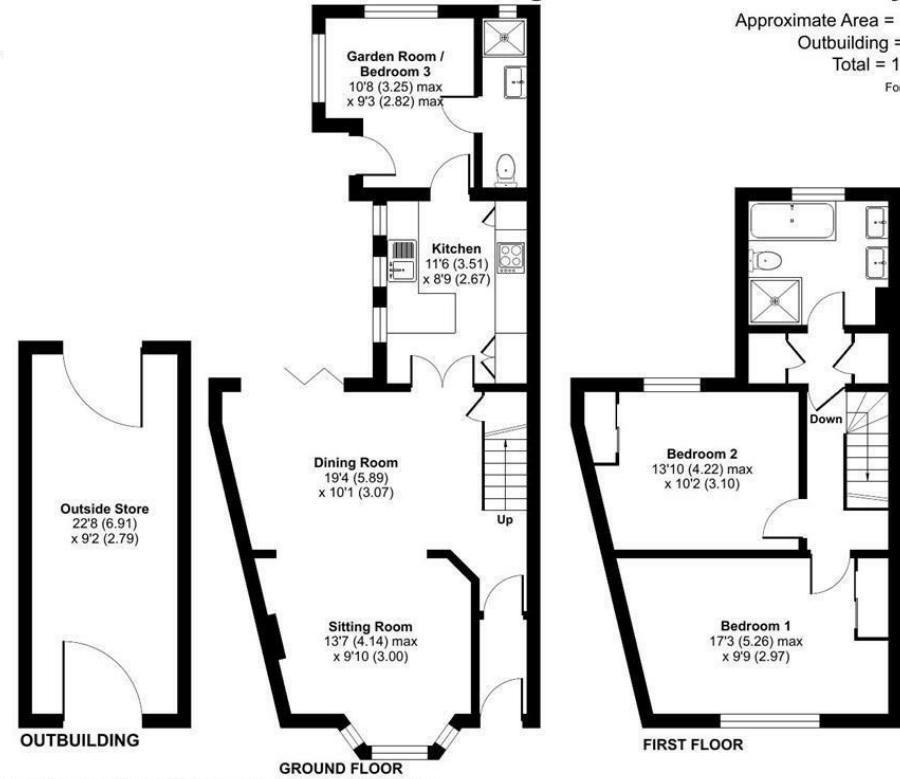 Approximate Area =
Outbuilding =
Total = 1
For
Garden Room /
Bedroom 3
10'8 (3.25) max
x 9'3 (2.82) max
Kitchen
11'6 (3.51)
x 8'9 (2.67)
Dining Room
19'4 (5.89)
x 10'1 (3.07)
Up
Sitting Room
13'7 (4.14) max
x 9'10 (3.00)
GROUND FLOOR
Outside Store
22'8 (6.91)
x 9'2 (2.79)
OUTBUILDING
Down
Bedroom 2
13'10 (4.22) max
x 10'2 (3.10)
Bedroom 1
17'3 (5.26) max
x 9'9 (2.97)
FIRST FLOOR